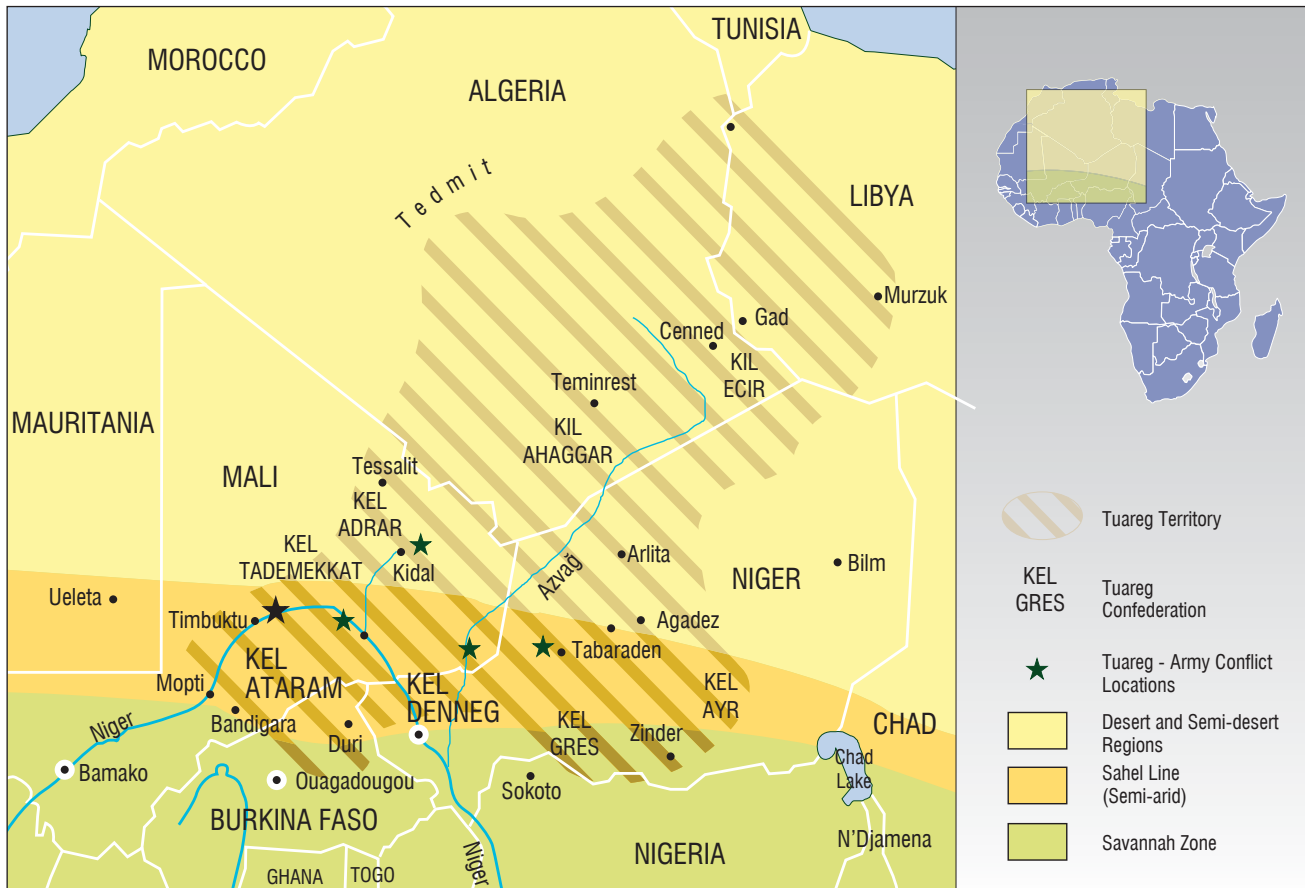 TUNISIA
MOROCCO
ALGERIA
Tedmit
LIBYA
Murzuk
Gad
Cenned
KIL
ECIR
Teminrest
KIL
AHAGGAR
MAURITANIA
MALI
Tessalit
KEL
ADRAR
KEL
TADEMEKKAT
Kidal
Azvağ
Arlita
NIGER
Bilm
Ueleta
Timbuktu
Agadez
Tabaraden
KEL
ATARAM
Mopti
KEL
DENNEG
KEL
AYR
Bandigara
Duri
KEL
GRES
Zinder
CHAD
Chad
Lake
Niger
Bamako
Ouagadougou
Sokoto
BURKINA FASO
Niger
NIGERIA
N'Djamena
GHANA
TOGO
Tuareg Territory
KEL
GRES
Tuareg
Confederation
Tuareg - Army Conflict
Locations
Desert and Semi-desert
Regions
Sahel Line
(Semi-arid)
Savannah Zone